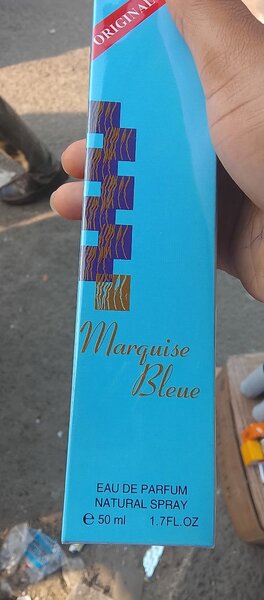 ORIGINAL
Marquise
Bleue
EAU DE PARFUM
NATURAL SPRAY
e 50 ml 1.7FL.OZ